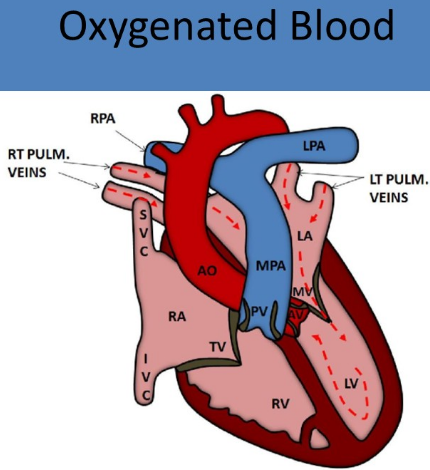 Oxygenated Blood
RPA
LPA
RT PULM.
VEINS
LT PULM.
VEINS
S
V
C
LA
AO
MPA
MV
PV
AV
RA
TV
I
V
C
LV
RV